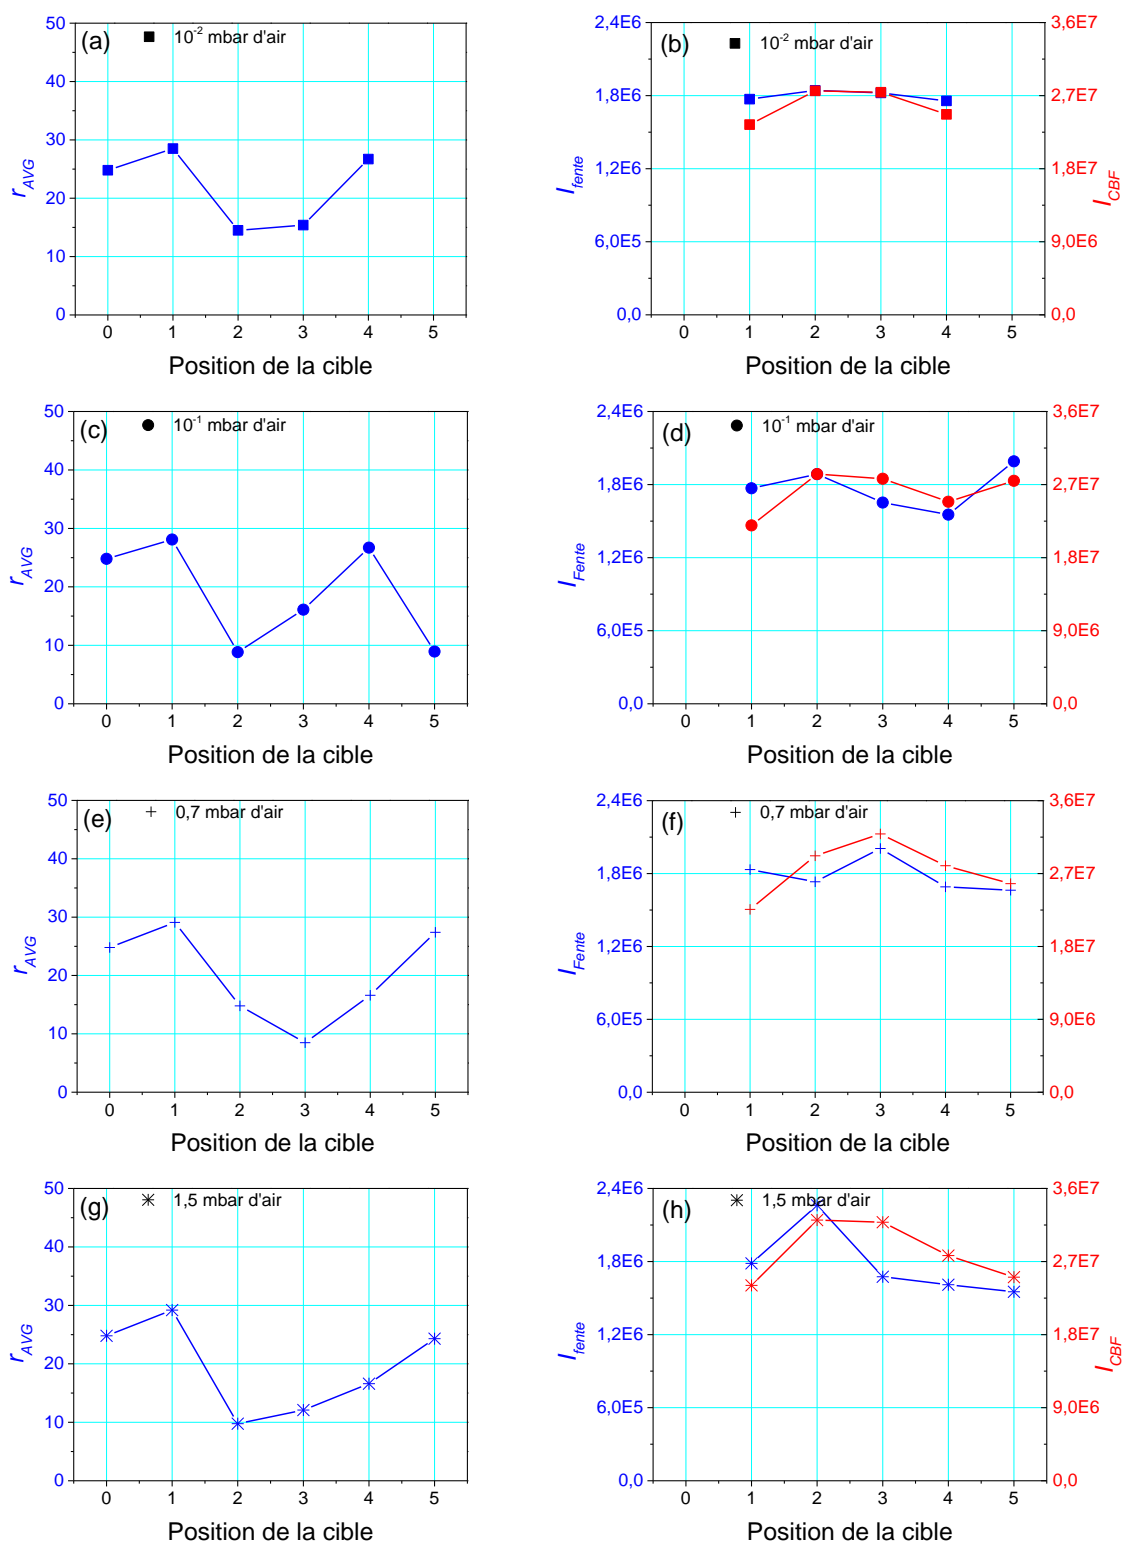 (a) 10⁻² mbar d'air
50
40
30
20
10
0
r_AVG
0 1 2 3 4 5
Position de la cible
(b) 10⁻² mbar d'air
2,4E6
1,8E6
1,2E6
6,0E5
0,0
I_fente
3,6E7
2,7E7
1,8E7
9,0E6
0,0
I_CBF
0 1 2 3 4 5
Position de la cible
(c) 10⁻¹ mbar d'air
50
40
30
20
10
0
r_AVG
0 1 2 3 4 5
Position de la cible
(d) 10⁻¹ mbar d'air
2,4E6
1,8E6
1,2E6
6,0E5
0,0
I_Fente
3,6E7
2,7E7
1,8E7
9,0E6
0,0
0 1 2 3 4 5
Position de la cible
(e) 0,7 mbar d'air
50
40
30
20
10
0
r_AVG
0 1 2 3 4 5
Position de la cible
(f) 0,7 mbar d'air
2,4E6
1,8E6
1,2E6
6,0E5
0,0
I_Fente
3,6E7
2,7E7
1,8E7
9,0E6
0,0
0 1 2 3 4 5
Position de la cible
(g) 1,5 mbar d'air
50
40
30
20
10
0
r_AVG
0 1 2 3 4 5
Position de la cible
(h) 1,5 mbar d'air
2,4E6
1,8E6
1,2E6
6,0E5
0,0
I_fente
3,6E7
2,7E7
1,8E7
9,0E6
0,0
I_CBF
0 1 2 3 4 5
Position de la cible